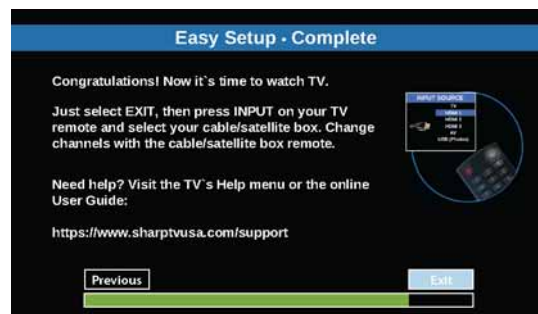 Easy Setup - Complete
Congratulations! Now it`s time to watch TV.
Just select EXIT, then press INPUT on your TV
remote and select your cable/satellite box. Change
channels with the cable/satellite box remote.
INPUT SOURCE
TV
HDMI 1
HDMI 2
HDMI 3
AV
USB (Photos)
Need help? Visit the TV`s Help menu or the online
User Guide:
https://www.sharptvusa.com/support
Previous
Exit